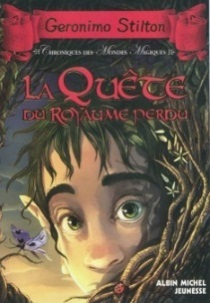 Geronimo Stilton
Chroniques des Mondes Magiques
La Quête
du Royaume perdu
ALBIN MICHEL
JEUNESSE